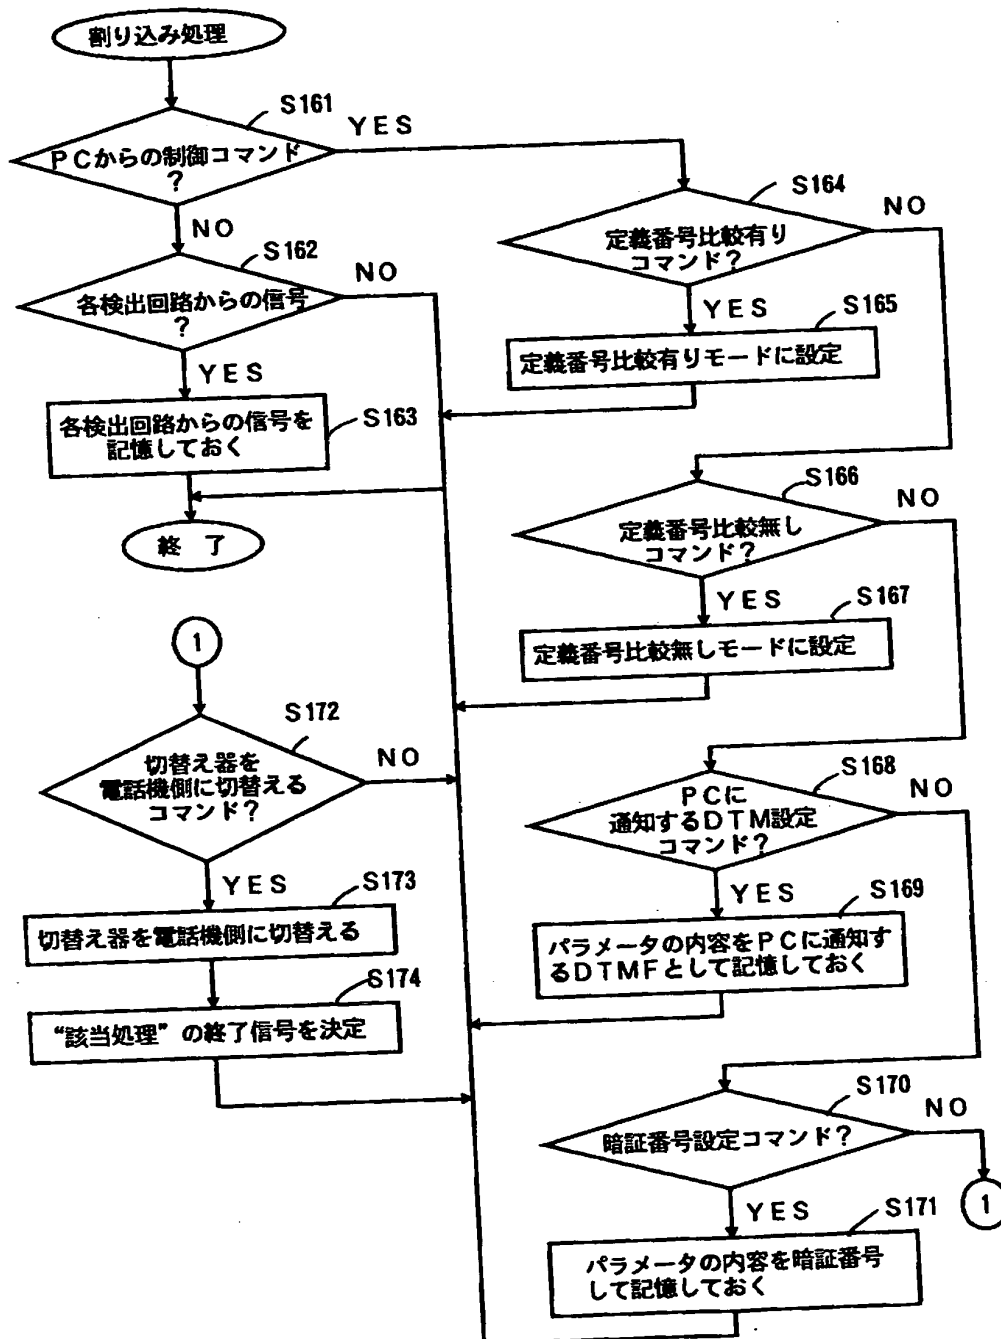 割り込み処理
S161
PCからの制御コマンド
?
YES
NO
S162
各検出回路からの信号
?
NO
YES
S163
各検出回路からの信号を
記憶しておく
終 了
S164
定義番号比較有り
コマンド?
NO
YES
S165
定義番号比較有りモードに設定
S166
定義番号比較無し
コマンド?
NO
YES
S167
定義番号比較無しモードに設定
S168
PCに
通知するDTM設定
コマンド?
NO
YES
S169
パラメータの内容をPCに通知す
るDTMFとして記憶しておく
S170
暗証番号設定コマンド?
NO
1
YES
S171
パラメータの内容を暗証番号
して記憶しておく
1
S172
切替え器を
電話機側に切替える
コマンド?
NO
YES
S173
切替え器を電話機側に切替える
S174
“該当処理”の終了信号を決定